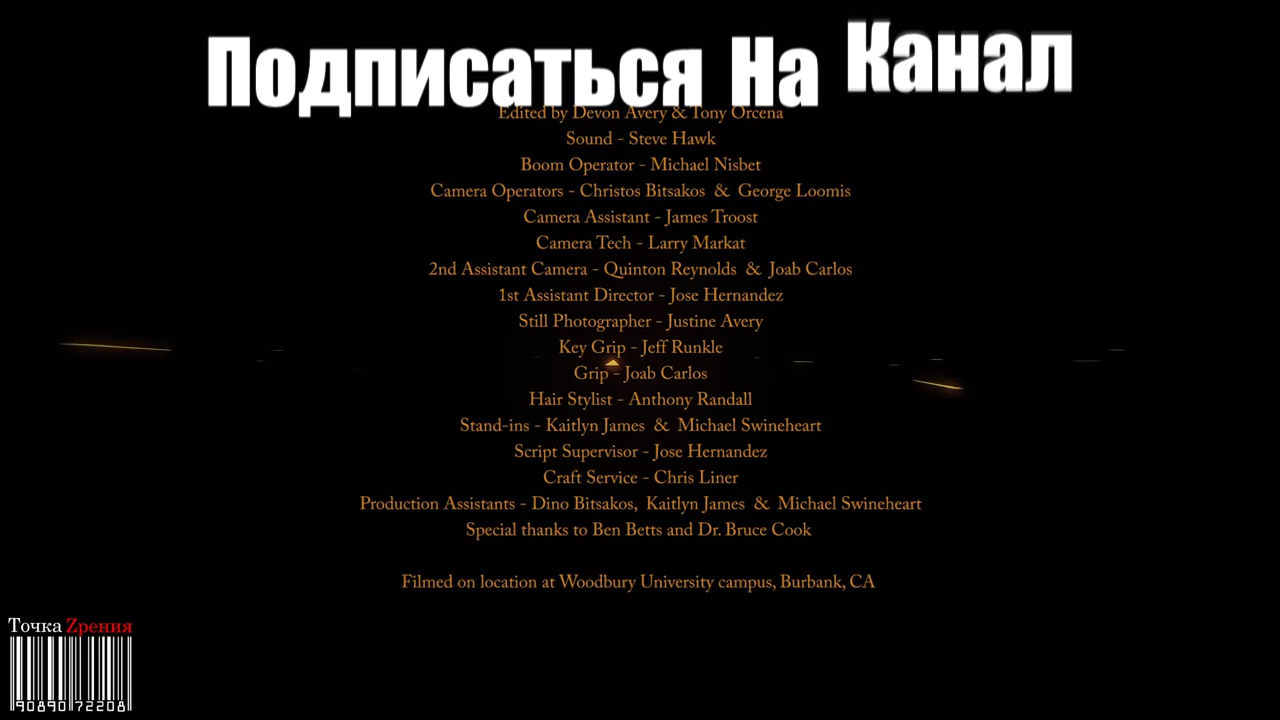 Подписаться На Канал
Edited by Devon Avery & Tony Orcena
Sound - Steve Hawk
Boom Operator - Michael Nisbet
Camera Operators - Christos Bitsakos & George Loomis
Camera Assistant - James Troost
Camera Tech - Larry Markat
2nd Assistant Camera - Quinton Reynolds & Joab Carlos
1st Assistant Director - Jose Hernandez
Still Photographer - Justine Avery
Key Grip - Jeff Runkle
Grip - Joab Carlos
Hair Stylist - Anthony Randall
Stand-ins - Kaitlyn James & Michael Swineheart
Script Supervisor - Jose Hernandez
Craft Service - Chris Liner
Production Assistants - Dino Bitsakos, Kaitlyn James & Michael Swineheart
Special thanks to Ben Betts and Dr. Bruce Cook
Filmed on location at Woodbury University campus, Burbank, CA
Точка Zрения
90890 72208